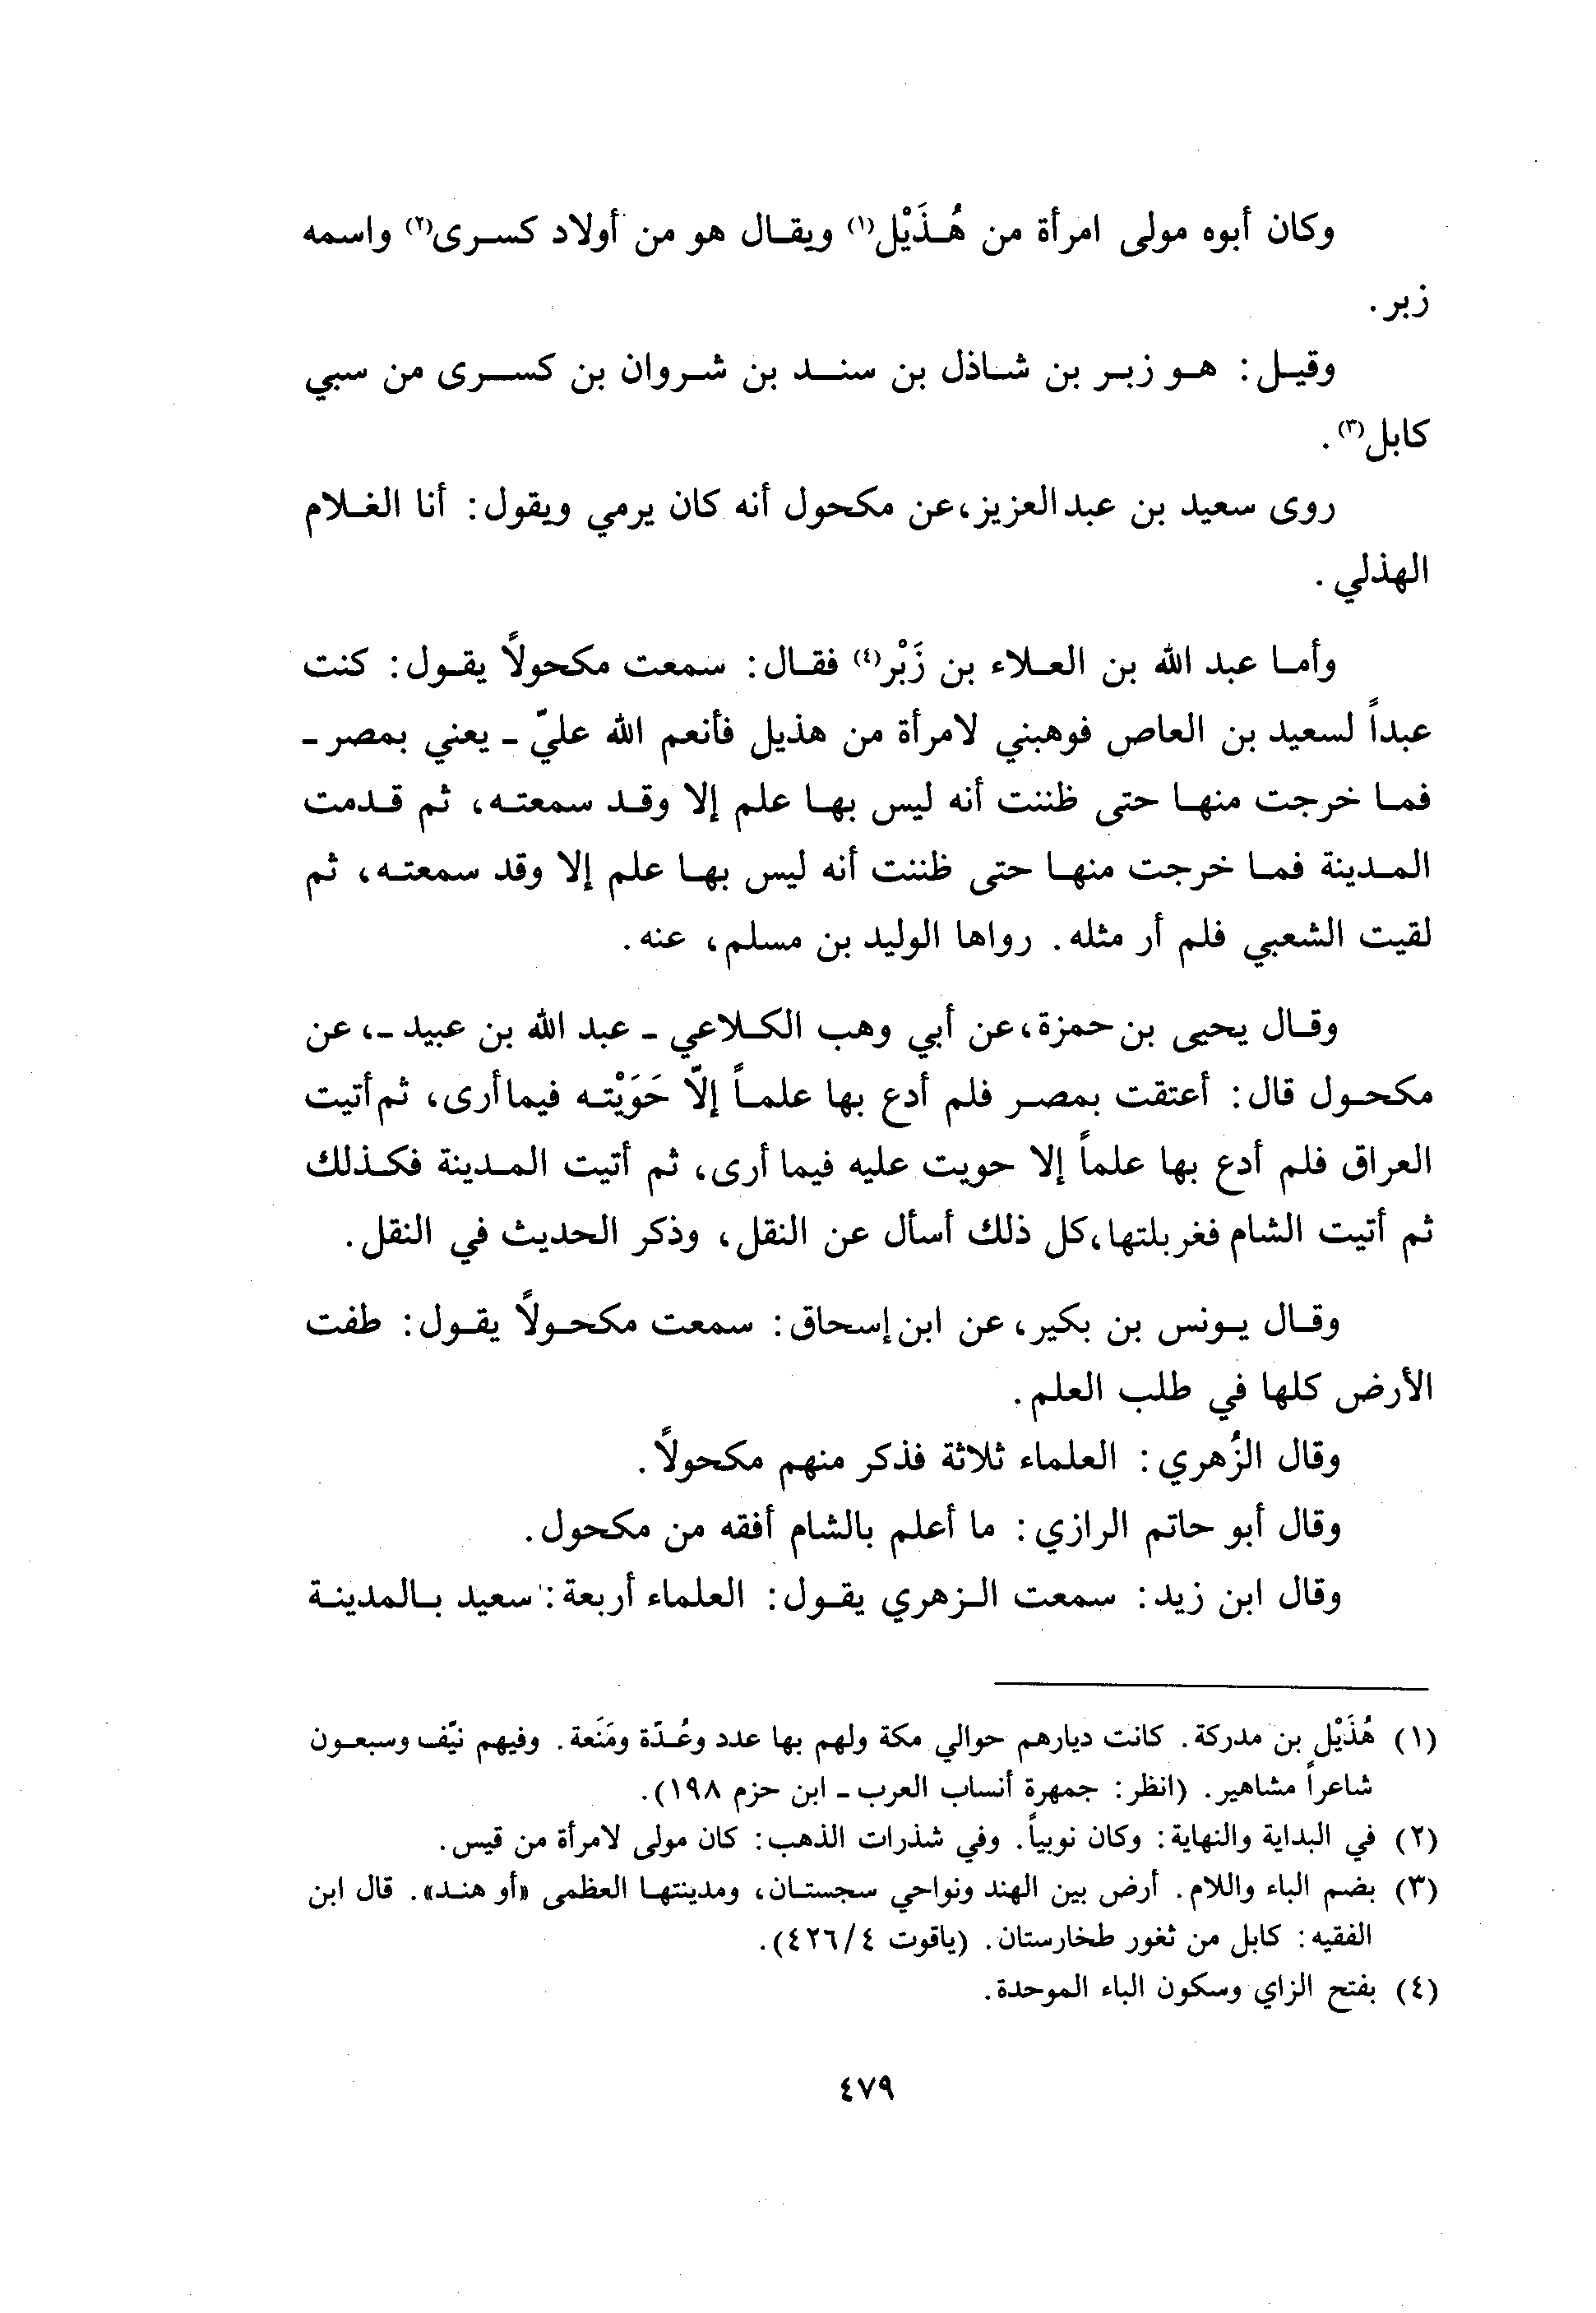 وكان أبوه مولى امرأة من هُذَيْل(١) ويقال هو من أولاد كسرى(٢) واسمه
زبر.
وقيل: هو زبر بن شاذل بن سند بن شروان بن كسرى من سبي
كابل(٣).
روى سعيد بن عبدالعزيز، عن مكحول أنه كان يرمي ويقول: أنا الغلام
الهذلي.
وأما عبد الله بن العلاء بن زَبْر(٤) فقال: سمعت مكحولاً يقول: كنت
عبداً لسعيد بن العاص فوهبني لامرأة من هذيل فأنعم الله عليّ - يعني بمصر -
فما خرجت منها حتى ظننت أنه ليس بها علم إلا وقد سمعته، ثم قدمت
المدينة فما خرجت منها حتى ظننت أنه ليس بها علم إلا وقد سمعته، ثم
لقيت الشعبي فلم أر مثله. رواها الوليد بن مسلم، عنه.
وقال يحيى بن حمزة، عن أبي وهب الكلاعي - عبد الله بن عبيد -، عن
مكحول قال: أعتقت بمصر فلم أدع بها علماً إلّا حَوَيْته فيما أرى، ثم أتيت
العراق فلم أدع بها علماً إلا حويت عليه فيما أرى، ثم أتيت المدينة فكذلك
ثم أتيت الشام فغربلتها، كل ذلك أسأل عن النقل، وذكر الحديث في النقل.
وقال يونس بن بكير، عن ابن إسحاق: سمعت مكحولاً يقول: طفت
الأرض كلها في طلب العلم.
وقال الزُهري: العلماء ثلاثة فذكر منهم مكحولاً.
وقال أبو حاتم الرازي: ما أعلم بالشام أفقه من مكحول.
وقال ابن زيد: سمعت الزهري يقول: العلماء أربعة: سعيد بالمدينة
(١) هُذَيْل بن مدركة. كانت ديارهم حوالي مكة ولهم بها عدد وعُدّة ومَنَعة. وفيهم نيّف وسبعون
شاعراً مشاهير. (انظر: جمهرة أنساب العرب - ابن حزم ١٩٨).
(٢) في البداية والنهاية: وكان نوبياً. وفي شذرات الذهب: كان مولى لامرأة من قيس.
(٣) بضم الباء واللام. أرض بين الهند ونواحي سجستان، ومدينتها العظمى «أو هند». قال ابن
الفقيه: كابل من ثغور طخارستان. (ياقوت ٤/ ٤٢٦).
(٤) بفتح الزاي وسكون الباء الموحدة.
٤٧٩